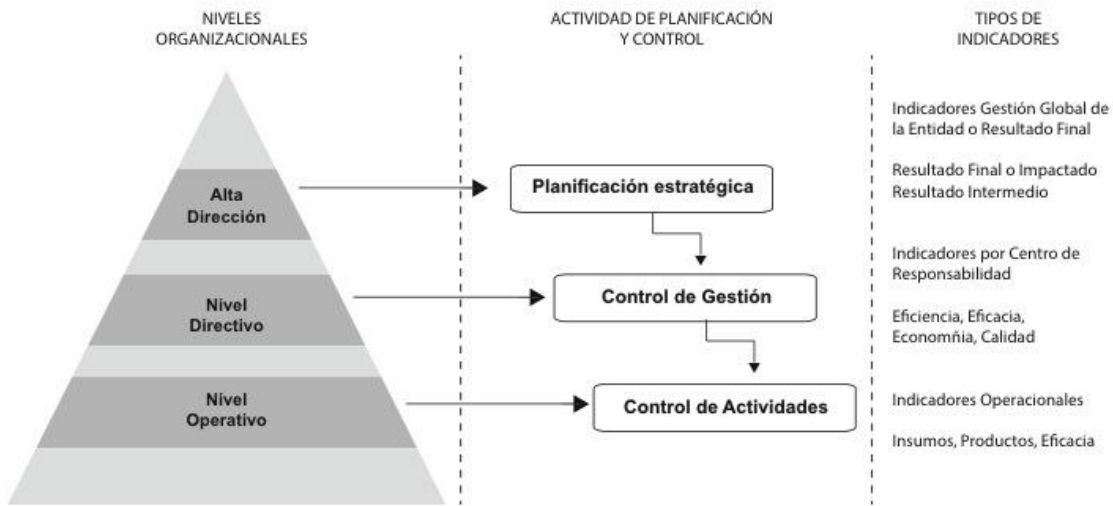 NIVELES
ORGANIZACIONALES
ACTIVIDAD DE PLANIFICACIÓN
Y CONTROL
TIPOS DE
INDICADORES
Alta
Dirección
Nivel
Directivo
Nivel
Operativo
Planificación estratégica
Control de Gestión
Control de Actividades
Indicadores Gestión Global de
la Entidad o Resultado Final
Resultado Final o Impactado
Resultado Intermedio
Indicadores por Centro de
Responsabilidad
Eficiencia, Eficacia,
Economñia, Calidad
Indicadores Operacionales
Insumos, Productos, Eficacia